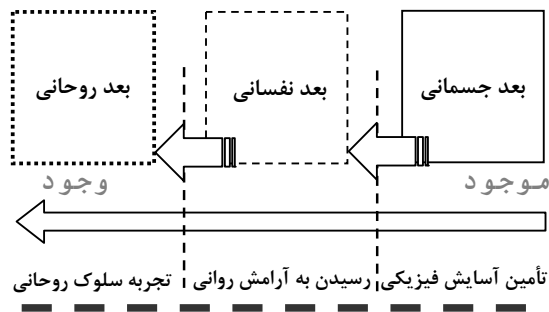 بعد جسمانی
بعد نفسانی
بعد روحانی
موجود
وجود
تأمین آسایش فیزیکی
رسیدن به آرامش روانی
تجربه سلوک روحانی